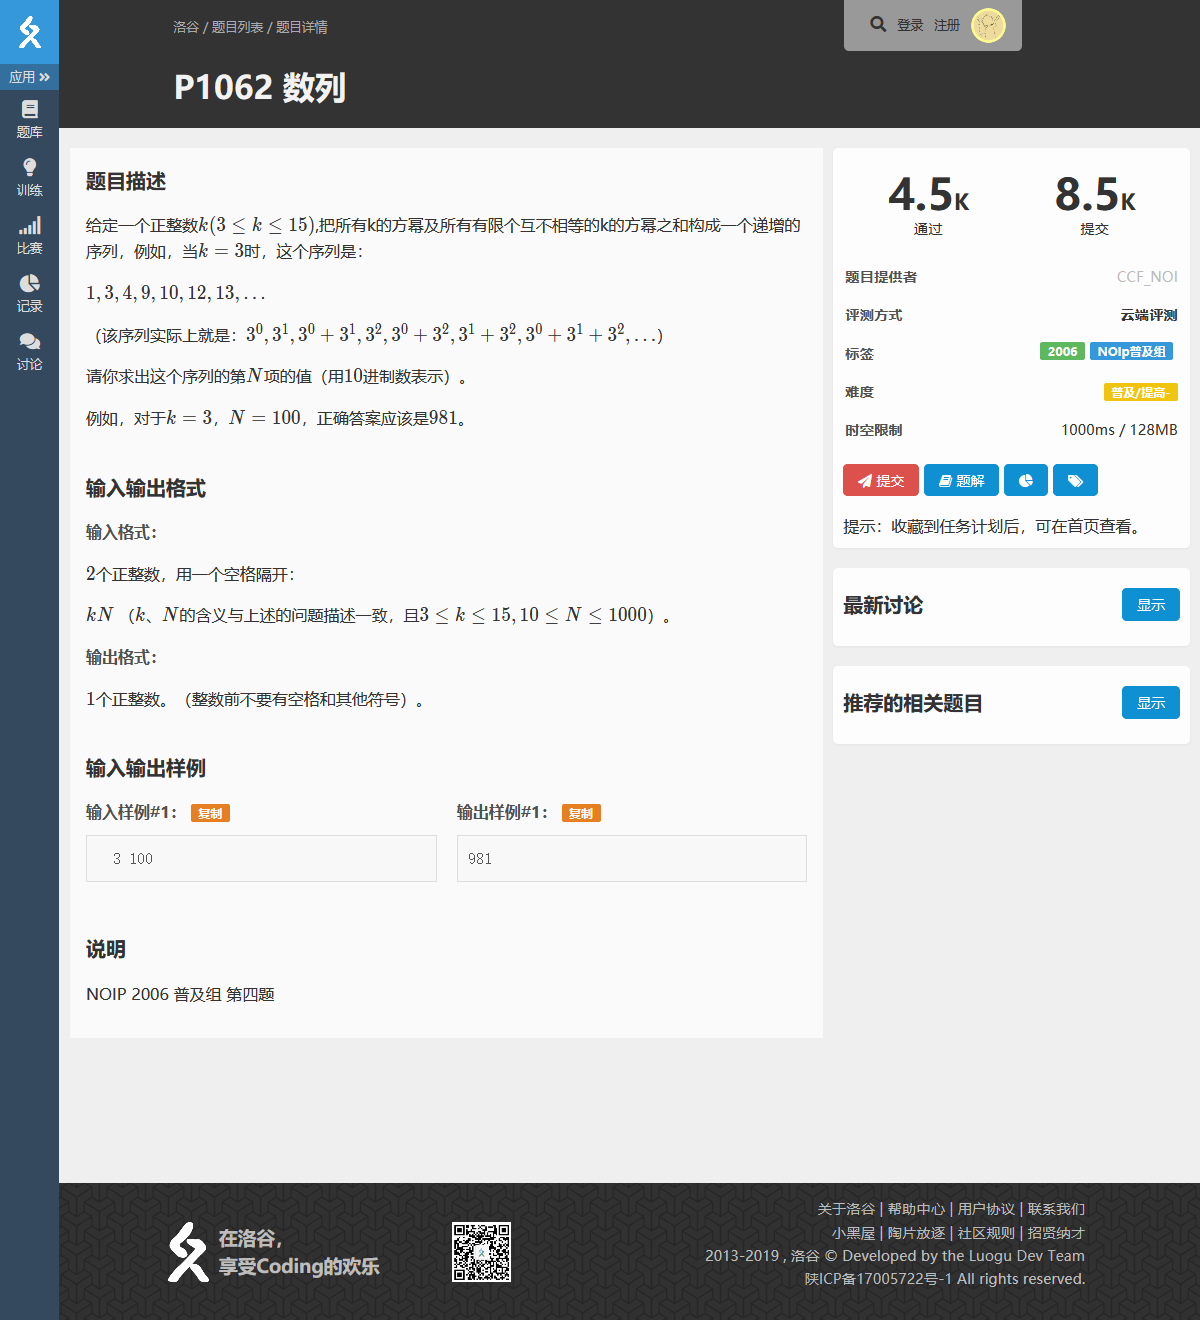 洛谷 / 题目列表 / 题目详情
登录 注册
P1062 数列
应用
题库
训练
比赛
记录
讨论
题目描述
给定一个正整数k(3 ≤ k ≤ 15),把所有k的方幂及所有有限个互不相等的k的方幂之和构成一个递增的
序列，例如，当k = 3时，这个序列是：
1, 3, 4, 9, 10, 12, 13, ...
（该序列实际上就是：3^0, 3^1, 3^0 + 3^1, 3^2, 3^0 + 3^2, 3^1 + 3^2, 3^0 + 3^1 + 3^2, ...）
请你求出这个序列的第N项的值（用10进制数表示）。
例如，对于k = 3，N = 100，正确答案应该是981。
输入输出格式
输入格式：
2个正整数，用一个空格隔开：
kN （k、N的含义与上述的问题描述一致，且3 ≤ k ≤ 15, 10 ≤ N ≤ 1000）。
输出格式：
1个正整数。（整数前不要有空格和其他符号）。
输入输出样例
输入样例#1： 复制
3 100
输出样例#1： 复制
981
说明
NOIP 2006 普及组 第四题
4.5K
通过
8.5K
提交
题目提供者 CCF_NOI
评测方式 云端评测
标签 2006 NOIp普及组
难度 普及/提高-
时空限制 1000ms / 128MB
提交 题解
提示：收藏到任务计划后，可在首页查看。
最新讨论 显示
推荐的相关题目 显示
在洛谷，
享受Coding的欢乐
关于洛谷 | 帮助中心 | 用户协议 | 联系我们
小黑屋 | 陶片放逐 | 社区规则 | 招贤纳才
2013-2019 , 洛谷 © Developed by the Luogu Dev Team
陕ICP备17005722号-1 All rights reserved.